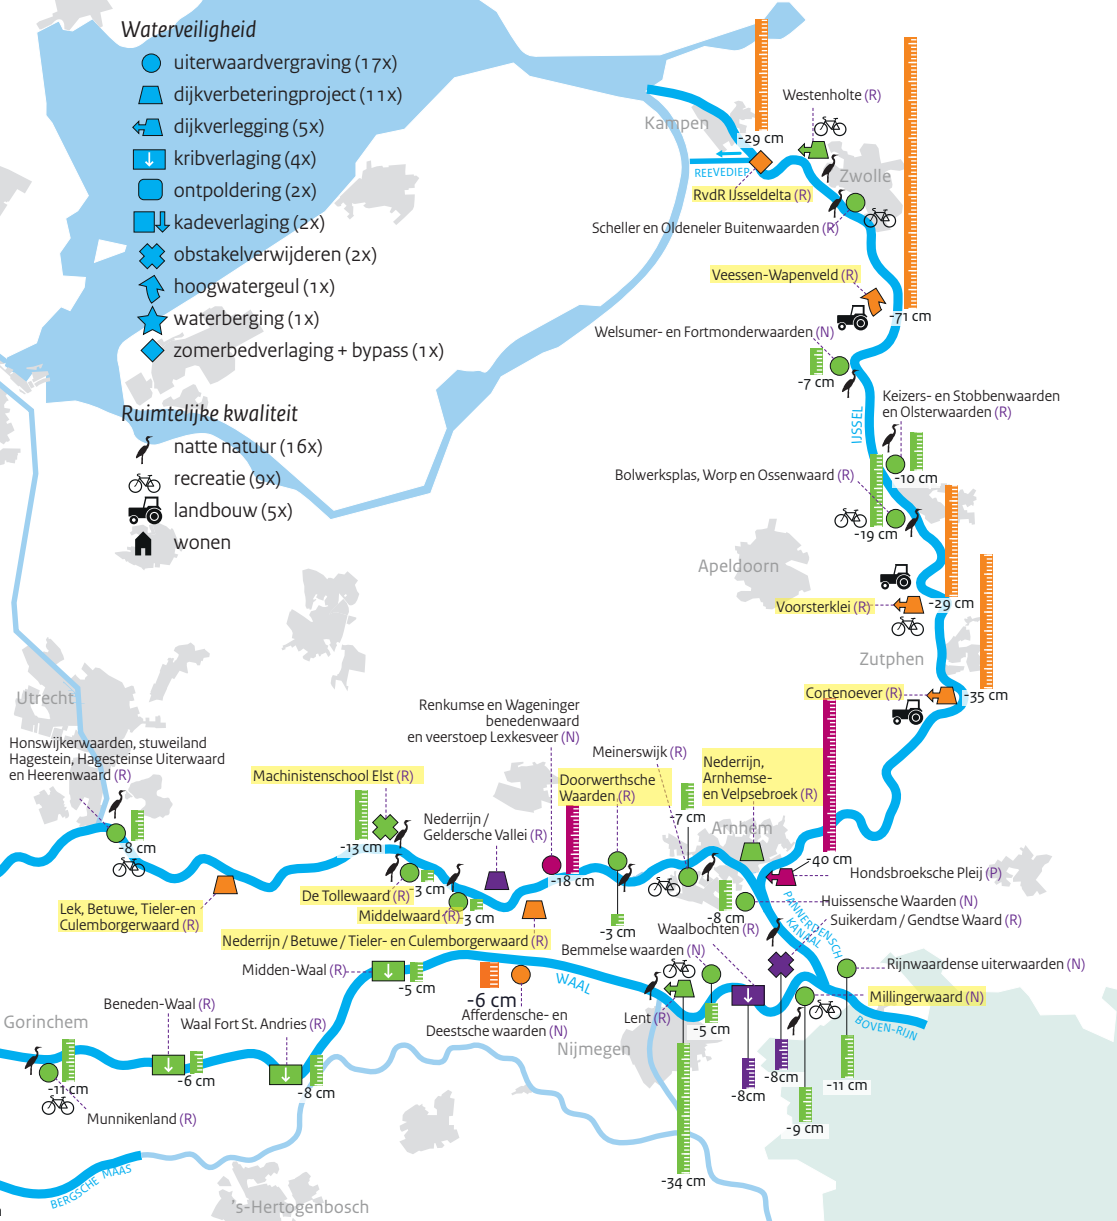 Waterveiligheid
uiterwaardvergraving (17x)
dijkverbeteringproject (11x)
dijkverlegging (5x)
kribverlaging (4x)
ontpoldering (2x)
kadeverlaging (2x)
obstakelverwijderen (2x)
hoogwatergeul (1x)
waterberging (1x)
zomerbedverlaging + bypass (1x)
Ruimtelijke kwaliteit
natte natuur (16x)
recreatie (9x)
landbouw (5x)
wonen
Westenholte (R)
Kampen
-29 cm
REEVEDIEP
Zwolle
RvdR IJsseldelta (R)
Scheller en Oldeneler Buitenwaarden (R)
Veessen-Wapenveld (R)
-71 cm
Welsumer- en Fortmonderwaarden (N)
-7 cm
Keizers- en Stobbenwaarden
en Olsterwaarden (R)
IJSSEL
Bolwerksplas, Worp en Ossenwaard (R)
-10 cm
-19 cm
Apeldoorn
Voorsterklei (R)
-29 cm
Zutphen
Cortenoever (R)
-35 cm
Utrecht
Renkumse en Wageninger
benedenwaard
en veerstoep Lexkesveer (N)
Honswijkerwaarden, stuweiland
Hagestein, Hagesteinse Uiterwaard
en Heerenwaard (R)
Meinerswijk (R)
Nederrijn,
Arnhemse-
en Velpsebroek (R)
Machinistenschool Elst (R)
Doorwerthsche
Waarden (R)
Nederrijn /
Geldersche Vallei (R)
-7 cm
Arnhem
-8 cm
-13 cm
-40 cm
-18 cm
Hondsbroeksche Pleij (P)
De Tollewaard (R)
-3 cm
Middelwaard (R)
-3 cm
Lek, Betuwe, Tieler-en
Culemborgerwaard (R)
-8 cm
Huissensche Waarden (N)
Suikerdam / Gendtse Waard (R)
PANNERDENSCH
KANAAL
-3 cm
Waalbochten (R)
Nederrijn / Betuwe / Tieler- en Culemborgerwaard (R)
Bemmelse waarden (N)
Midden-Waal (R)
-5 cm
Rijnwaardense uiterwaarden (N)
WAAL
-6 cm
Afferdensche- en
Deestsche waarden (N)
Millingerwaard (N)
Beneden-Waal (R)
Lent (R)
-5 cm
BOVEN-RIJN
Gorinchem
Waal Fort St. Andries (R)
Nijmegen
-11 cm
-6 cm
-8 cm
-8cm
-8cm
-11 cm
Munnikenland (R)
-9 cm
-34 cm
BERGSCHE MAAS
's-Hertogenbosch